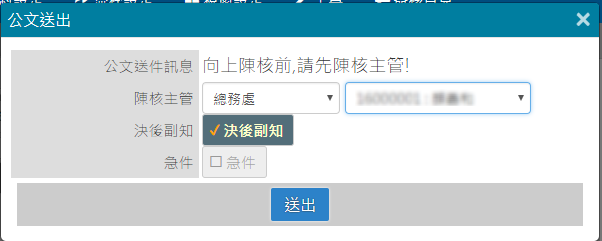 公文送出 ×
公文送件訊息 向上陳核前,請先陳核主管!
陳核主管 總務處
決後副知 ✓決後副知
急件 ☐ 急件
送出